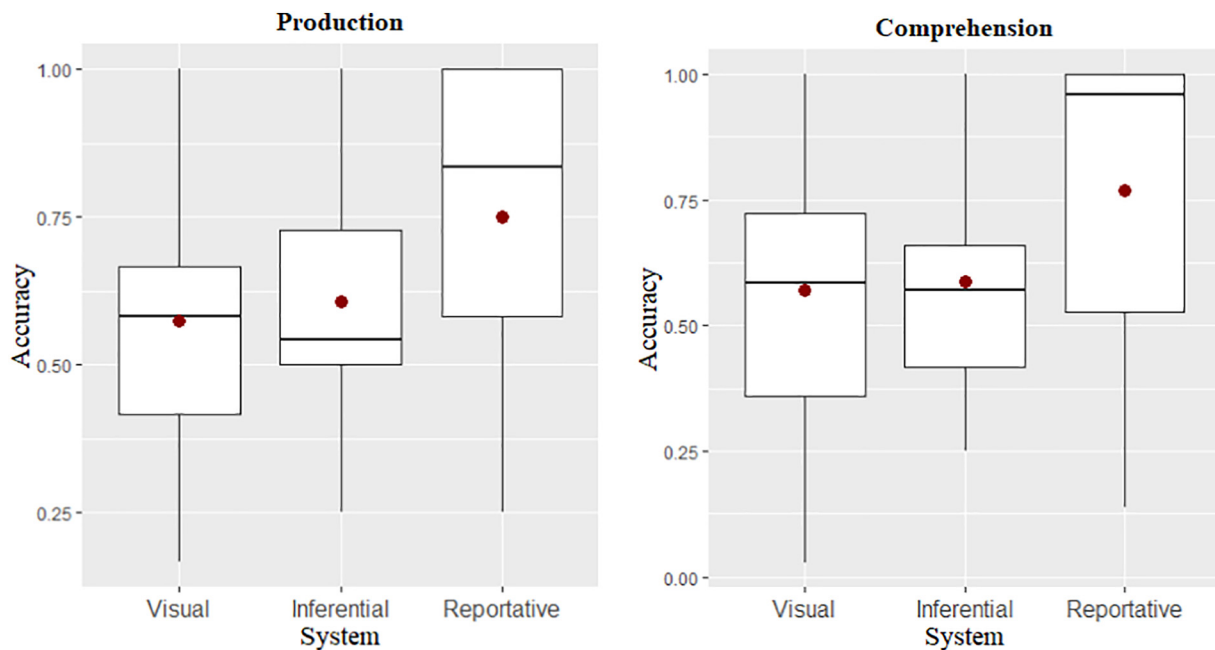 Production
Accuracy
1.00
0.75
0.50
0.25
Visual Inferential Reportative
System
Comprehension
Accuracy
1.00
0.75
0.50
0.25
0.00
Visual Inferential Reportative
System